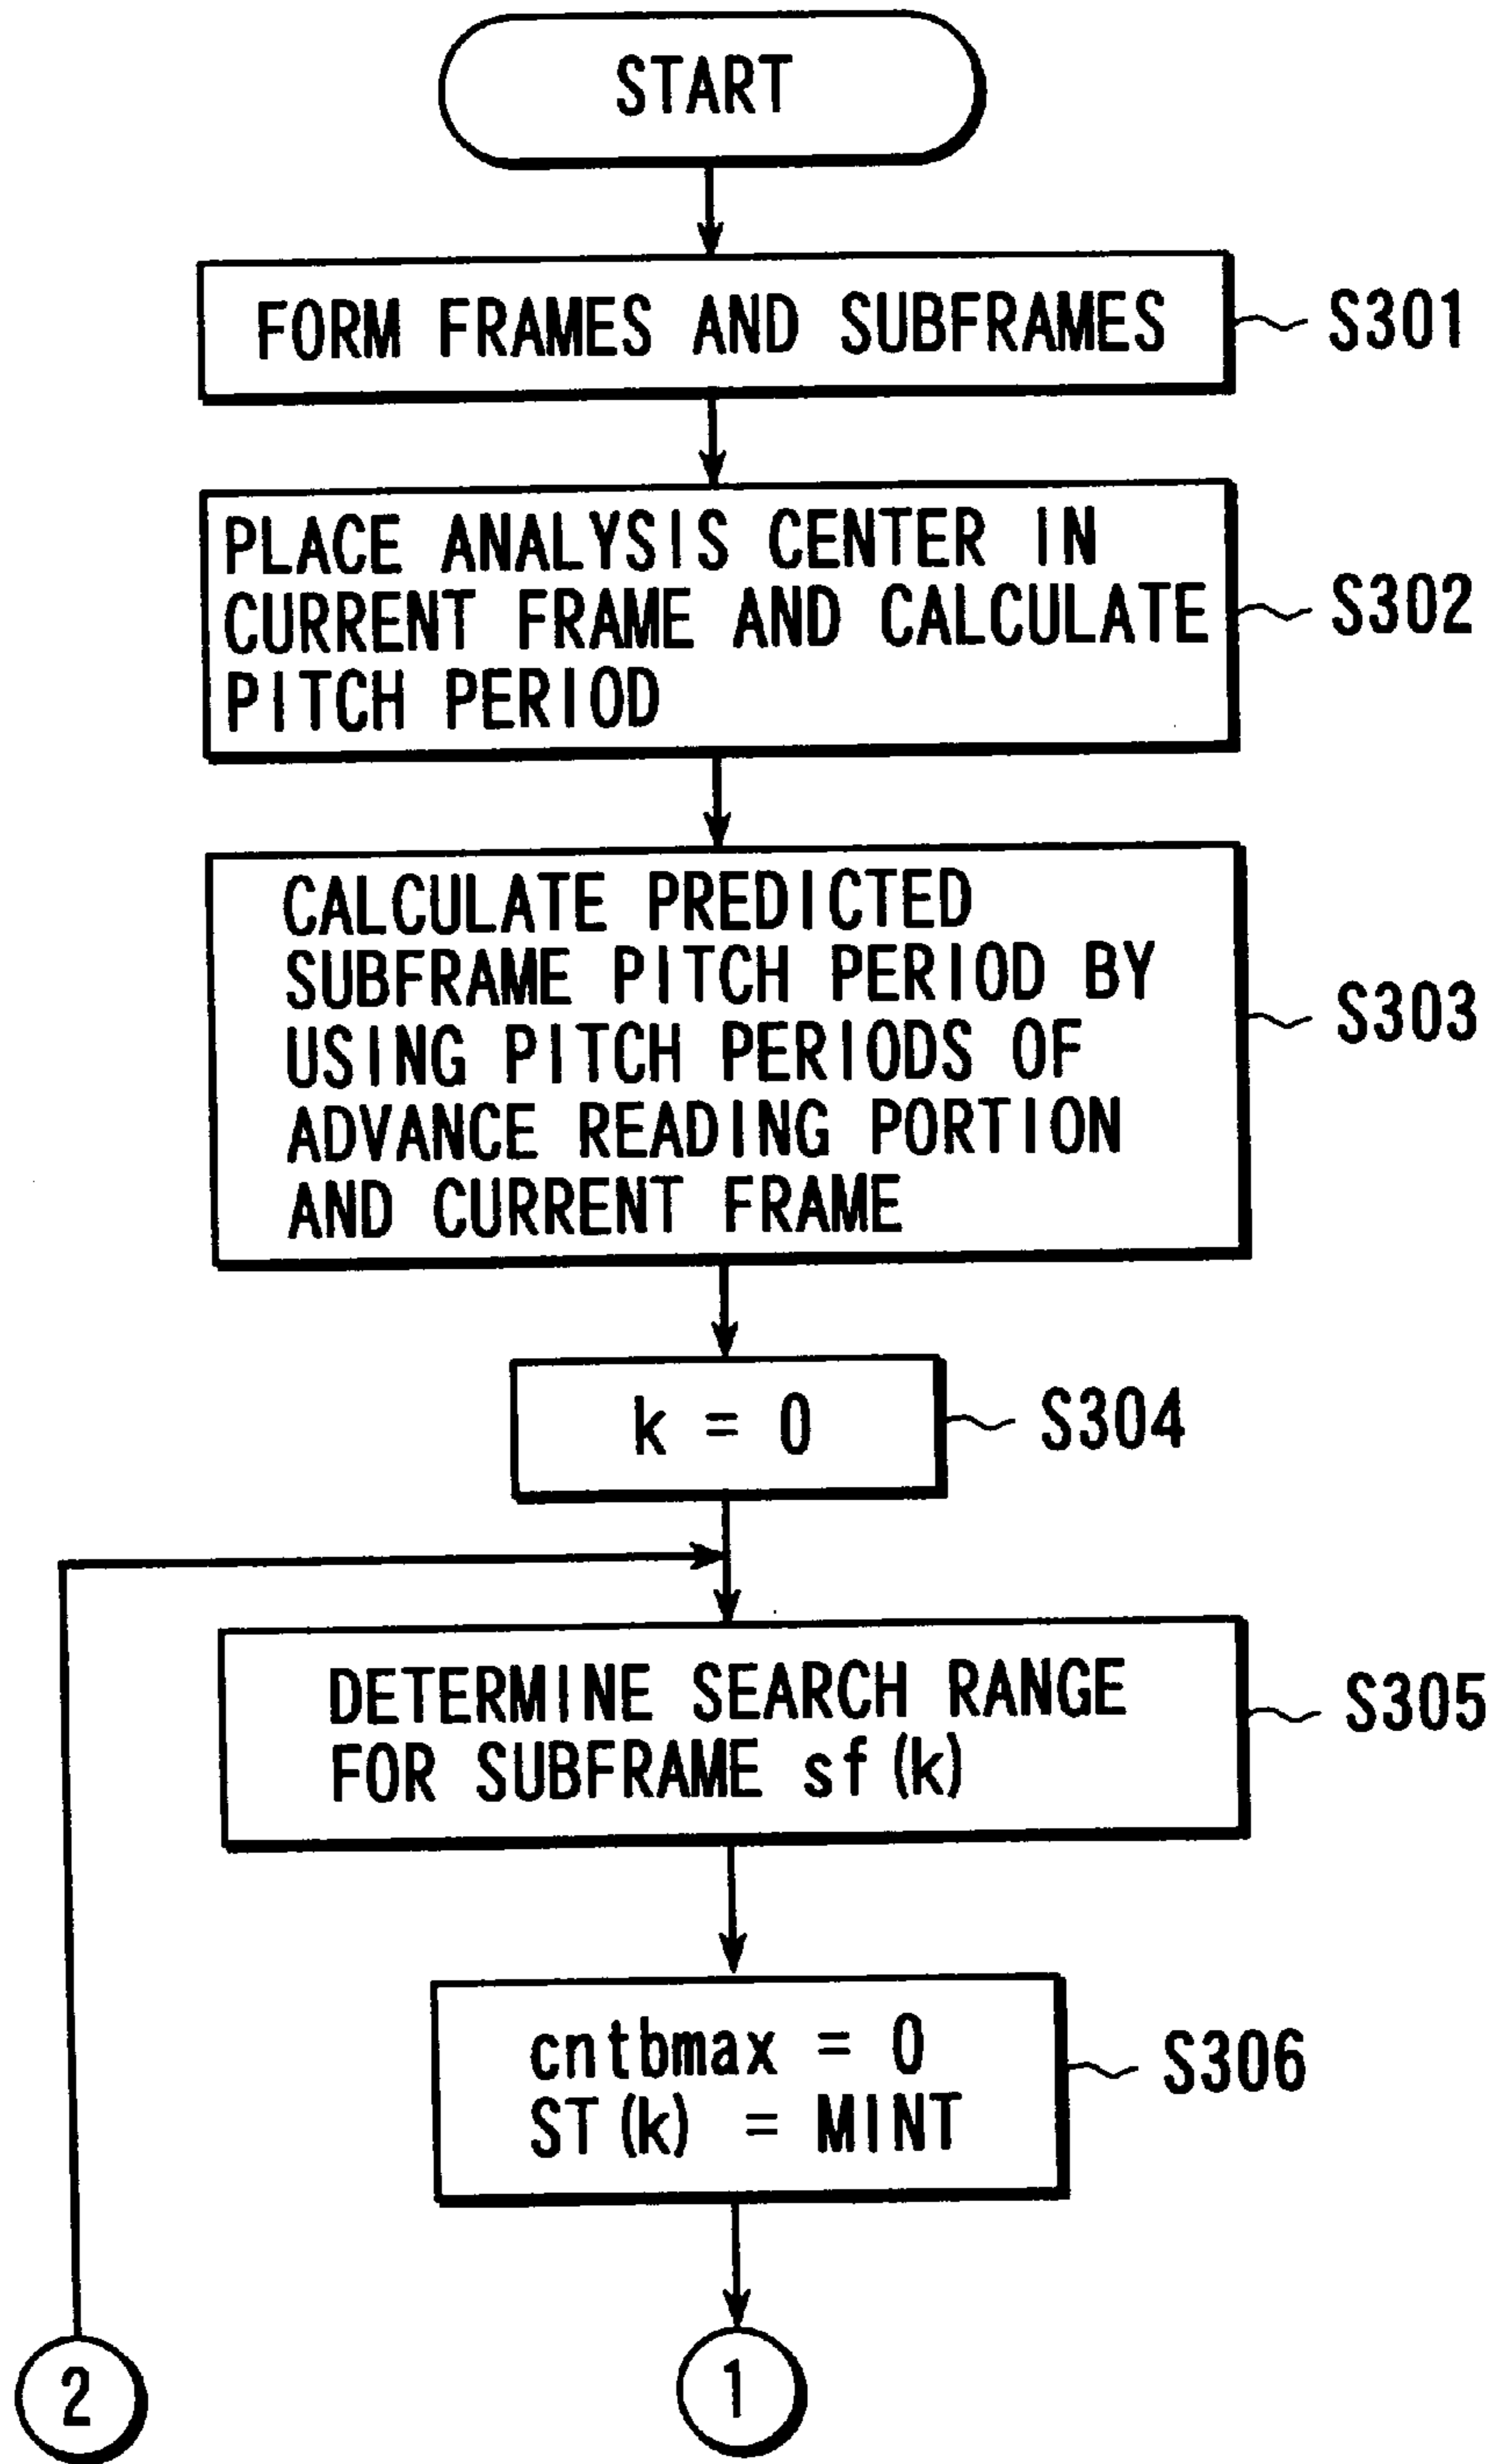 START
FORM FRAMES AND SUBFRAMES
S301
PLACE ANALYSIS CENTER IN
CURRENT FRAME AND CALCULATE
PITCH PERIOD
S302
CALCULATE PREDICTED
SUBFRAME PITCH PERIOD BY
USING PITCH PERIODS OF
ADVANCE READING PORTION
AND CURRENT FRAME
S303
k = 0
S304
DETERMINE SEARCH RANGE
FOR SUBFRAME sf(k)
S305
cntbmax = 0
ST(k) = MINT
S306
2
1